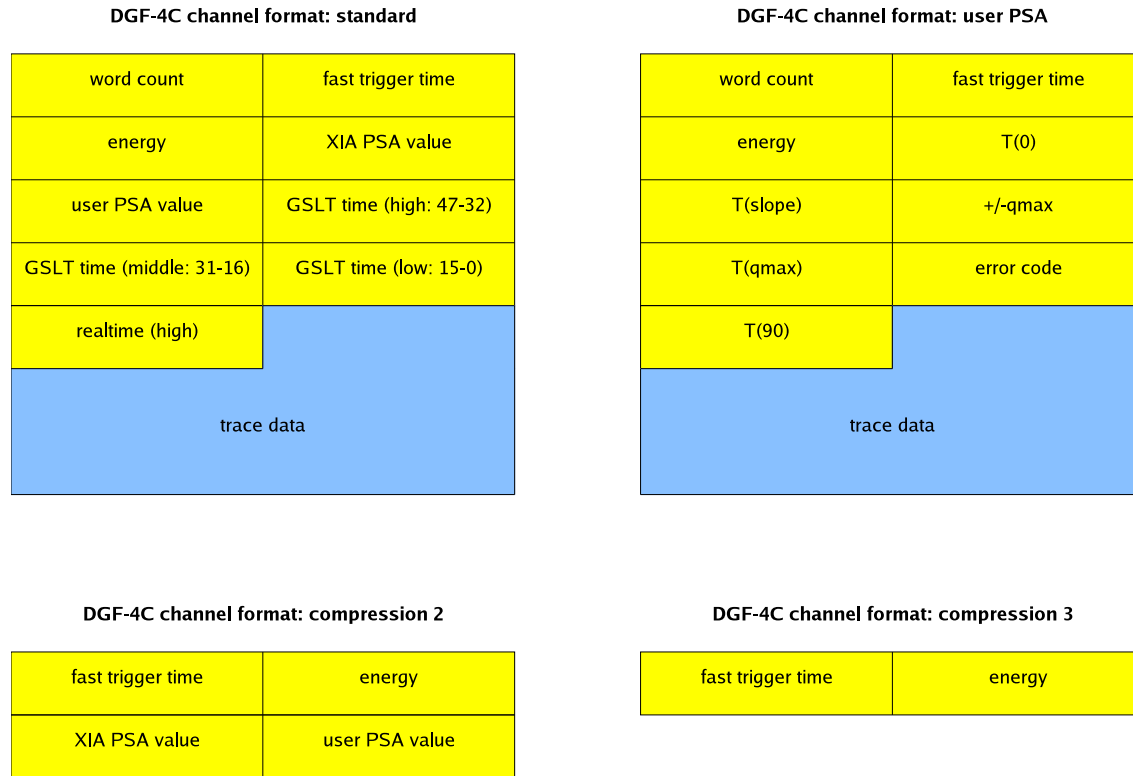 DGF-4C channel format: standard
word count
fast trigger time
energy
XIA PSA value
user PSA value
GSLT time (high: 47-32)
GSLT time (middle: 31-16)
GSLT time (low: 15-0)
realtime (high)
trace data
DGF-4C channel format: user PSA
word count
fast trigger time
energy
T(0)
T(slope)
+/-qmax
T(qmax)
error code
T(90)
trace data
DGF-4C channel format: compression 2
fast trigger time
energy
XIA PSA value
user PSA value
DGF-4C channel format: compression 3
fast trigger time
energy